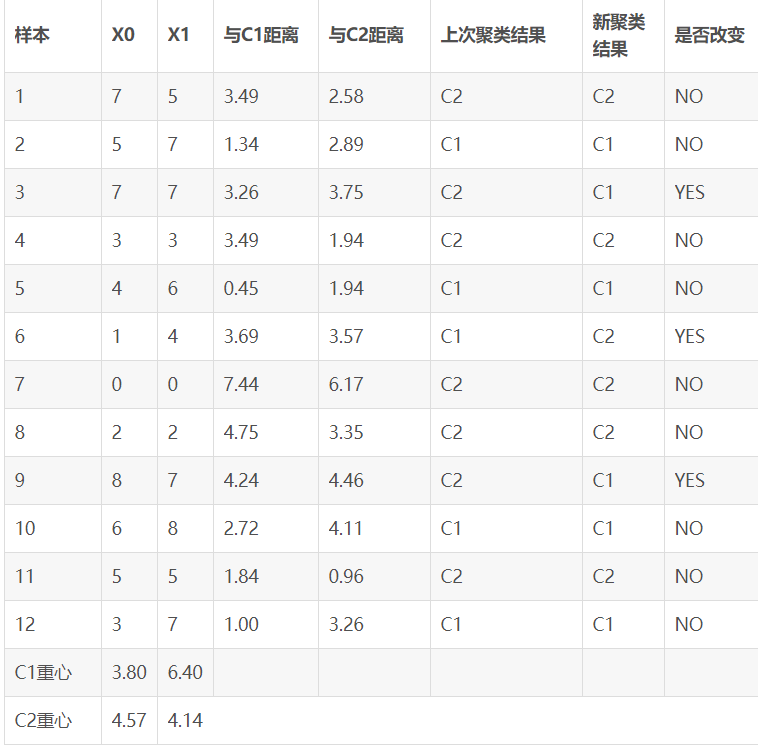 样本 X0 X1 与C1距离 与C2距离 上次聚类结果 新聚类结果 是否改变
1 7 5 3.49 2.58 C2 C2 NO
2 5 7 1.34 2.89 C1 C1 NO
3 7 7 3.26 3.75 C2 C1 YES
4 3 3 3.49 1.94 C2 C2 NO
5 4 6 0.45 1.94 C1 C1 NO
6 1 4 3.69 3.57 C1 C2 YES
7 0 0 7.44 6.17 C2 C2 NO
8 2 2 4.75 3.35 C2 C2 NO
9 8 7 4.24 4.46 C2 C1 YES
10 6 8 2.72 4.11 C1 C1 NO
11 5 5 1.84 0.96 C2 C2 NO
12 3 7 1.00 3.26 C1 C1 NO
C1重心 3.80 6.40
C2重心 4.57 4.14